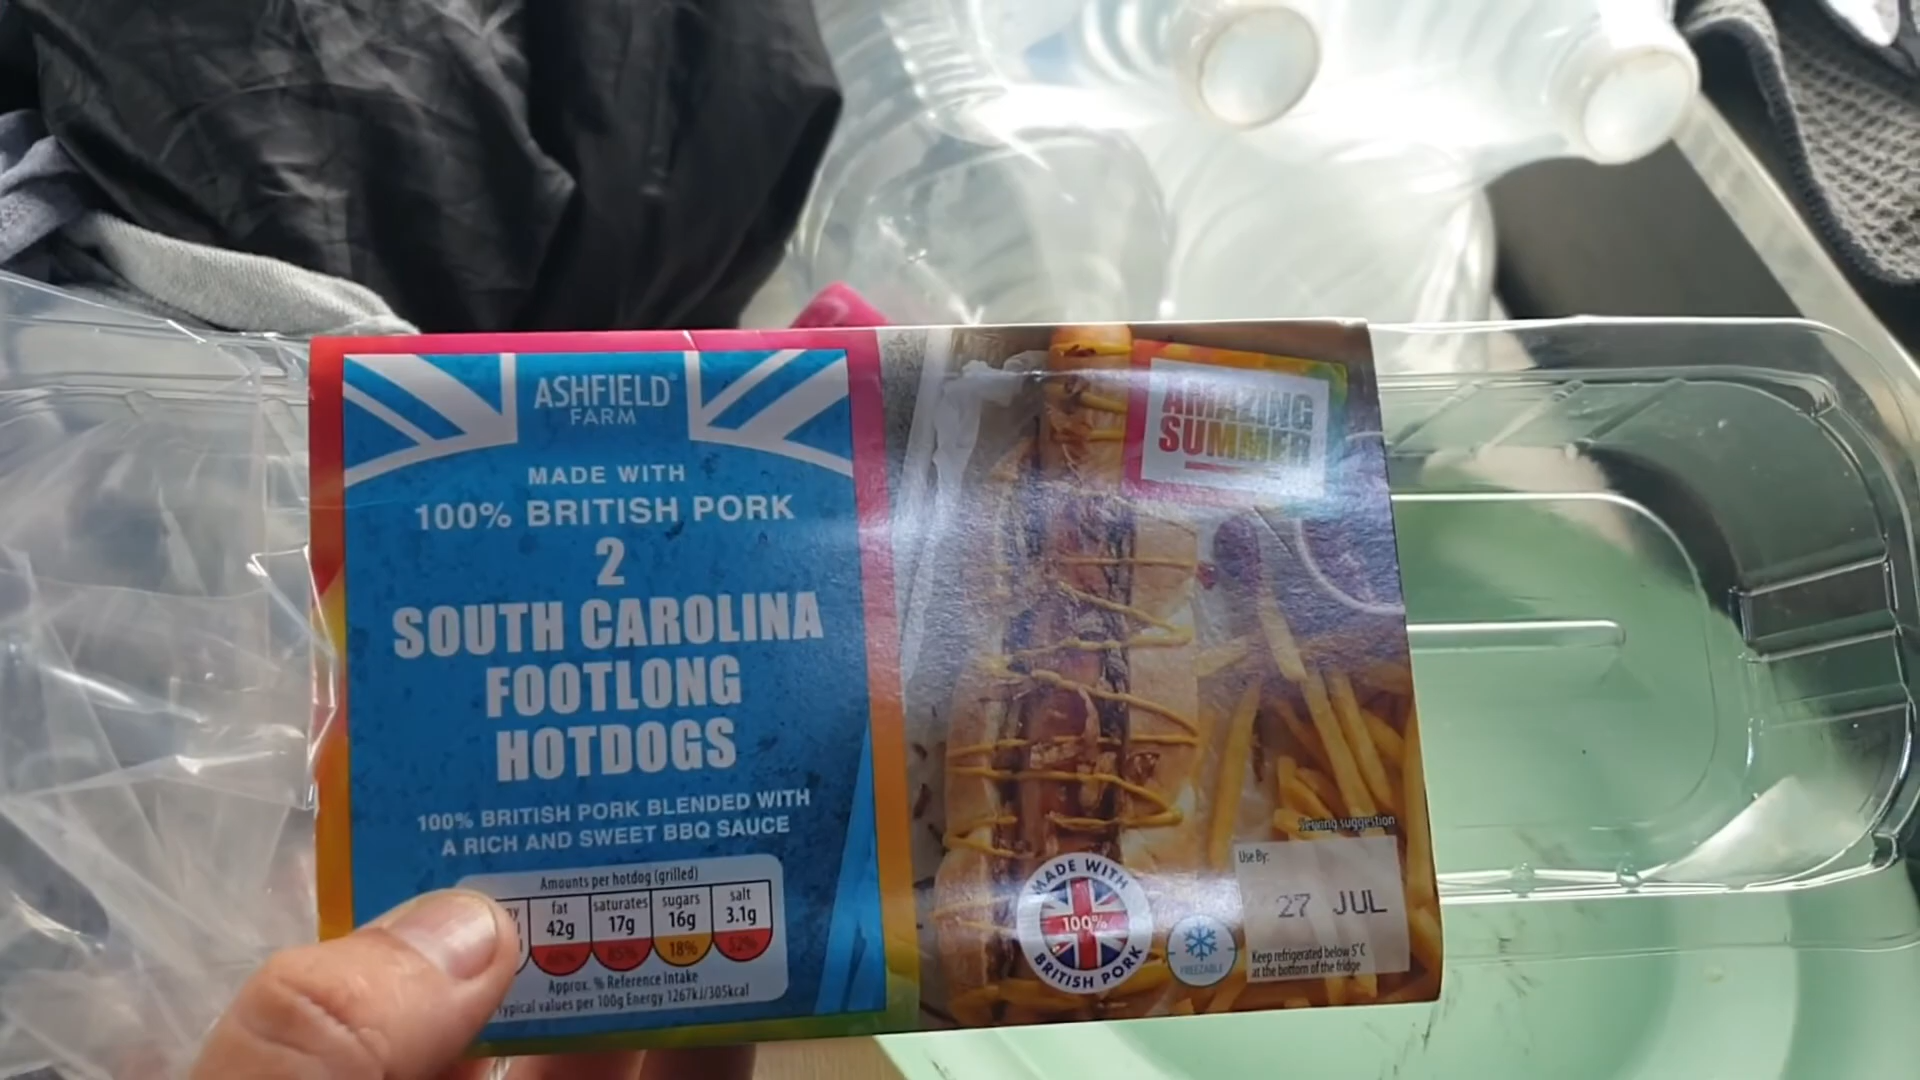 ASHFIELD
FARM
MADE WITH
100% BRITISH PORK
2
SOUTH CAROLINA
FOOTLONG
HOTDOGS
100% BRITISH PORK BLENDED WITH
A RICH AND SWEET BBQ SAUCE
Amounts per hotdog (grilled)
fat
42g
saturates
17g
85%
sugars
16g
18%
salt
3.1g
52%
Approx. % Reference Intake
Typical values per 100g Energy 1267kJ/305kcal
AMAZING
SUMMER
Serving suggestion
MADE WITH
100%
BRITISH PORK
FREEZABLE
Use By:
27 JUL
Keep refrigerated below 5°C
at the bottom of the fridge